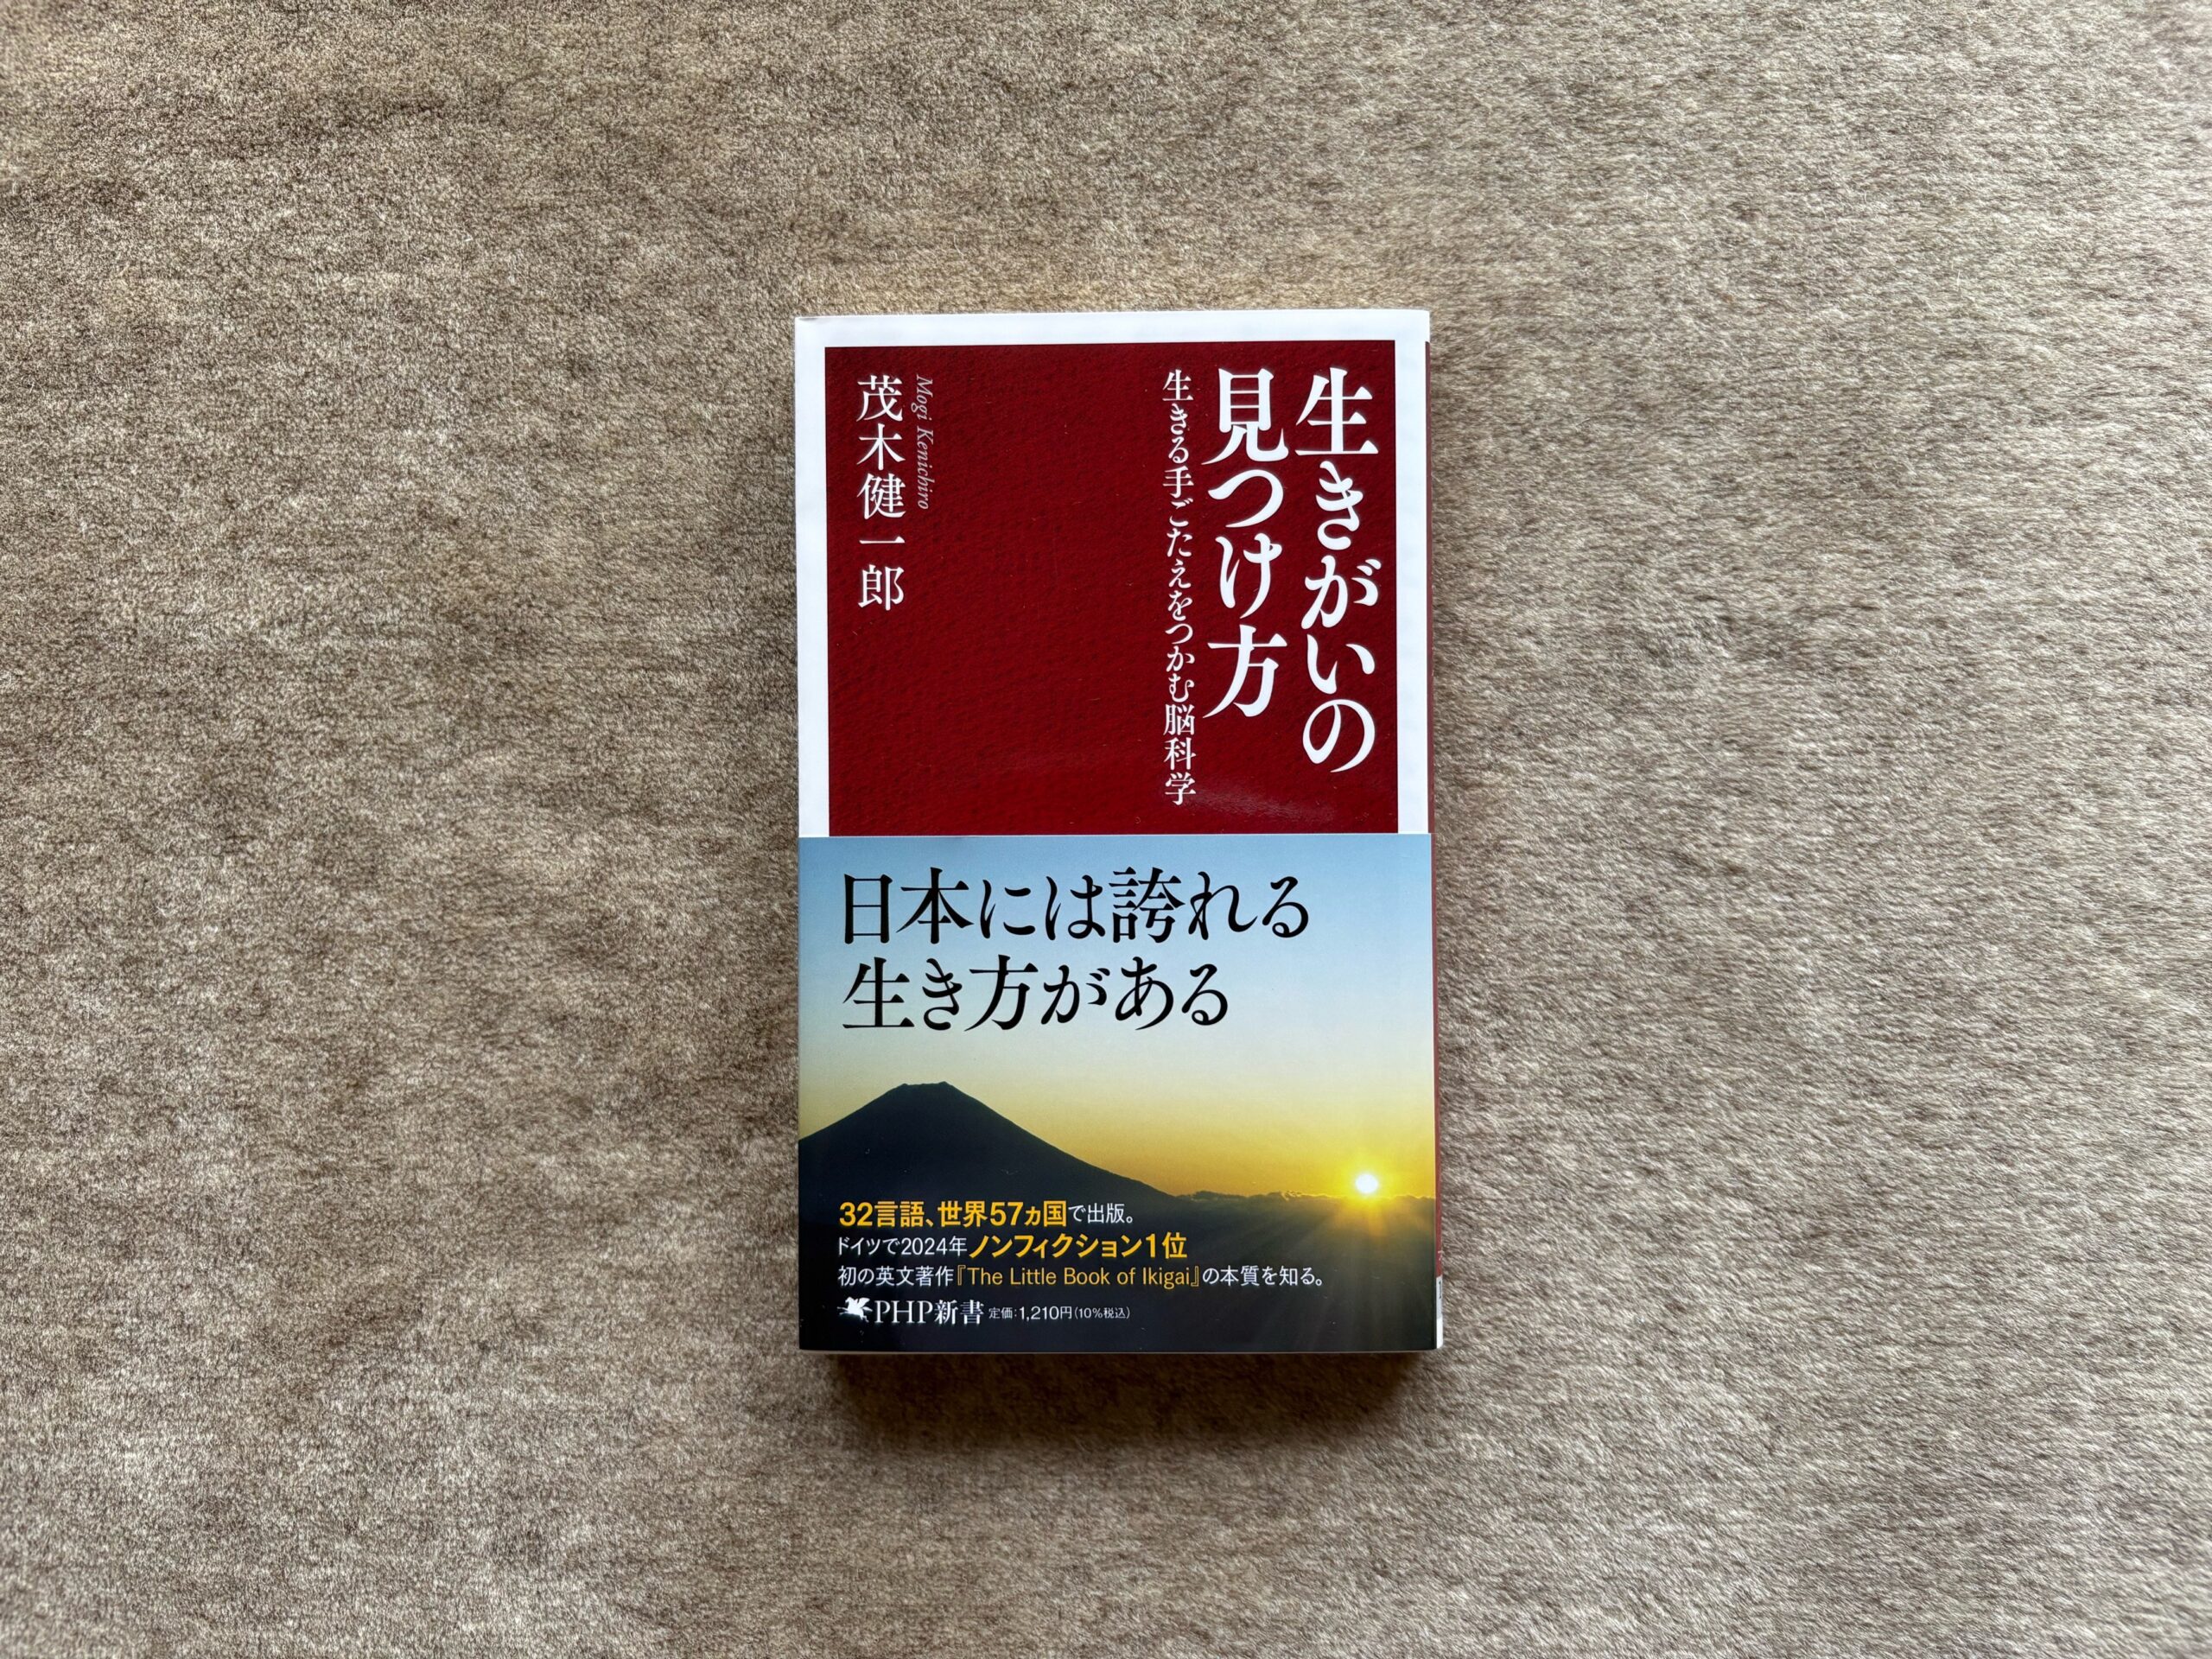 生きがいの
見つけ方
生きる手ごたえをつかむ脳科学
Mogi Kenichiro
茂木健一郎
日本には誇れる
生き方がある
32言語、世界57ヵ国で出版。
ドイツで2024年ノンフィクション1位
初の英文著作『The Little Book of Ikigai』の本質を知る。
PHP新書 定価:1,210円(10%税込)